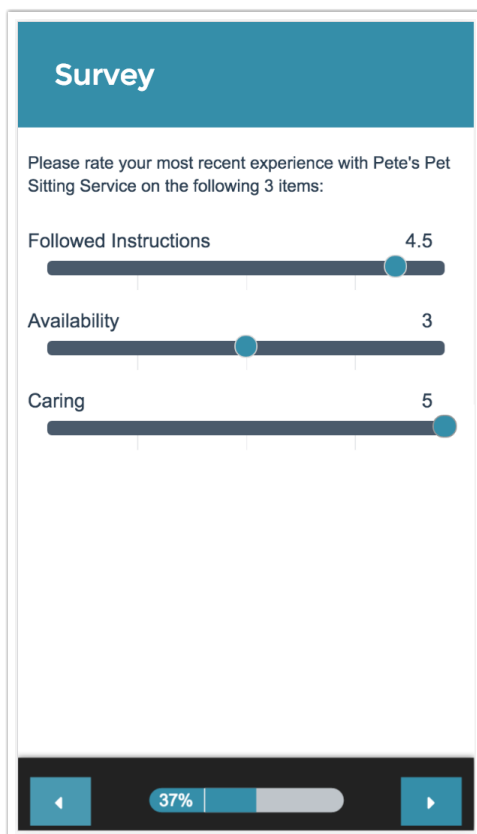 Survey
Please rate your most recent experience with Pete's Pet
Sitting Service on the following 3 items:
Followed Instructions 4.5
Availability 3
Caring 5
37%